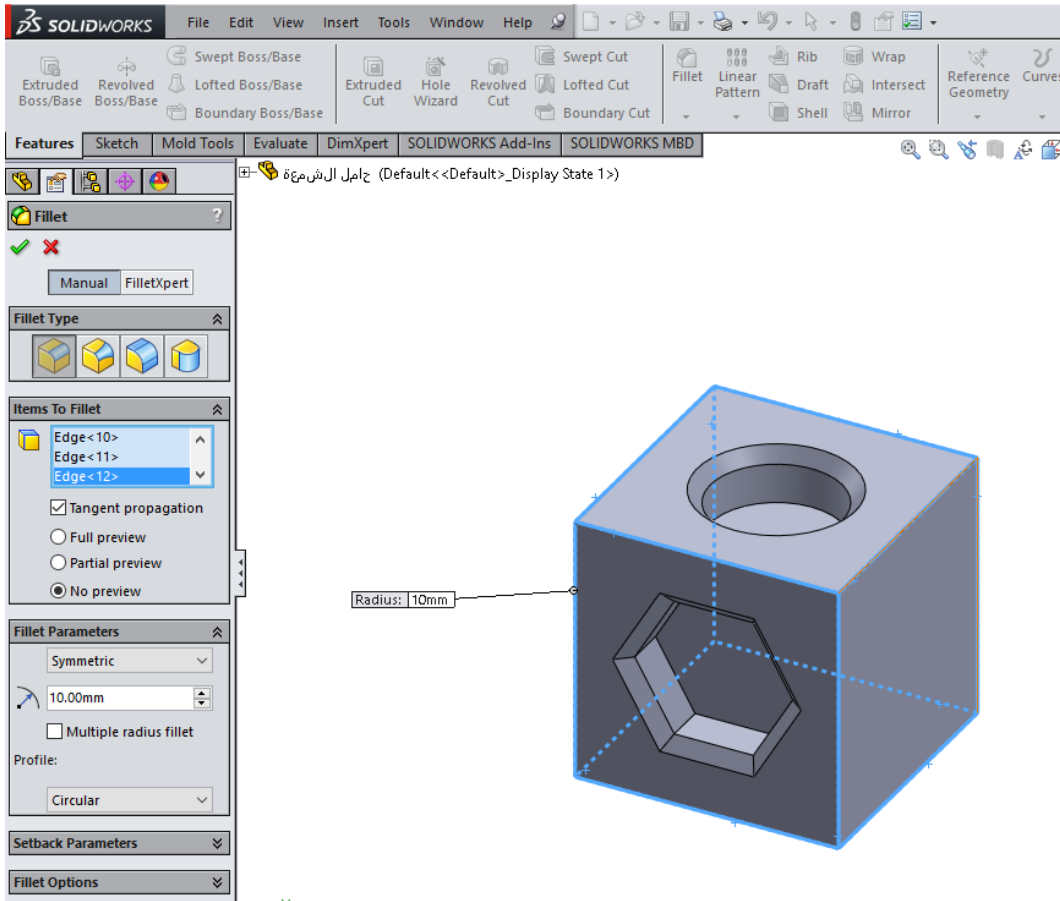 SOLIDWORKS File Edit View Insert Tools Window Help
Extruded Boss/Base
Revolved Boss/Base
Swept Boss/Base
Lofted Boss/Base
Boundary Boss/Base
Extruded Cut
Hole Wizard
Revolved Cut
Swept Cut
Lofted Cut
Boundary Cut
Fillet
Linear Pattern
Rib
Draft
Shell
Wrap
Intersect
Mirror
Reference Geometry
Curves
Features Sketch Mold Tools Evaluate DimXpert SOLIDWORKS Add-Ins SOLIDWORKS MBD
حامل الشمعة (Default<<Default>_Display State 1>)
Fillet ?
Manual FilletXpert
Fillet Type
Items To Fillet
Edge<10>
Edge<11>
Edge<12>
Tangent propagation
Full preview
Partial preview
No preview
Radius: 10mm
Fillet Parameters
Symmetric
10.00mm
Multiple radius fillet
Profile:
Circular
Setback Parameters
Fillet Options